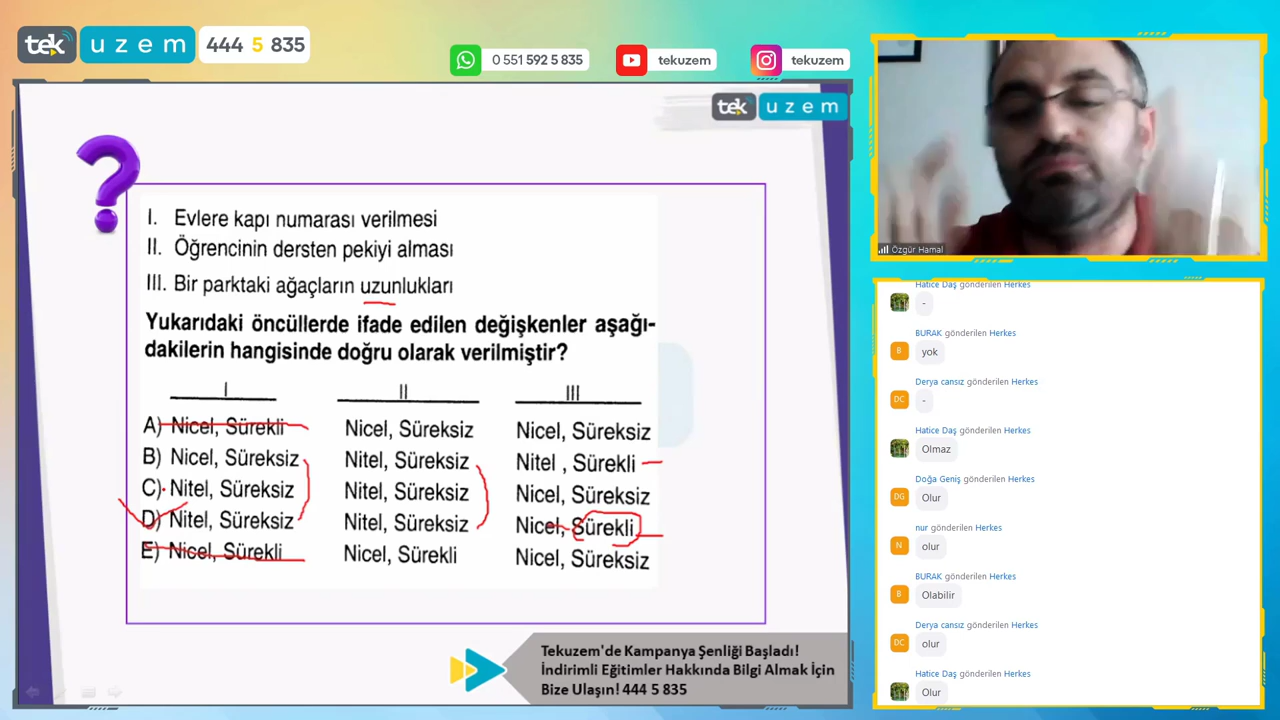 tek uzem 444 5 835
0 551 592 5 835
tekuzem
tekuzem
tek uzem
?
I. Evlere kapı numarası verilmesi
II. Öğrencinin dersten pekiyi alması
III. Bir parktaki ağaçların uzunlukları
Yukarıdaki öncüllerde ifade edilen değişkenler aşağı-
dakilerin hangisinde doğru olarak verilmiştir?
I II III
A) Nicel, Sürekli Nicel, Süreksiz Nicel, Süreksiz
B) Nicel, Süreksiz Nitel, Süreksiz Nitel , Sürekli
C) Nitel, Süreksiz Nitel, Süreksiz Nicel, Süreksiz
D) Nitel, Süreksiz Nitel, Süreksiz Nicel, Sürekli
E) Nicel, Sürekli Nicel, Sürekli Nicel, Süreksiz
Tekuzem'de Kampanya Şenliği Başladı!
İndirimli Eğitimler Hakkında Bilgi Almak İçin
Bize Ulaşın! 444 5 835
Özgür Hamal
Hatice Daş gönderilen Herkes
-
BURAK gönderilen Herkes
B yok
Derya cansız gönderilen Herkes
DC -
Hatice Daş gönderilen Herkes
Olmaz
Doğa Geniş gönderilen Herkes
DG Olur
nur gönderilen Herkes
N olur
BURAK gönderilen Herkes
B Olabilir
Derya cansız gönderilen Herkes
DC olur
Hatice Daş gönderilen Herkes
Olur